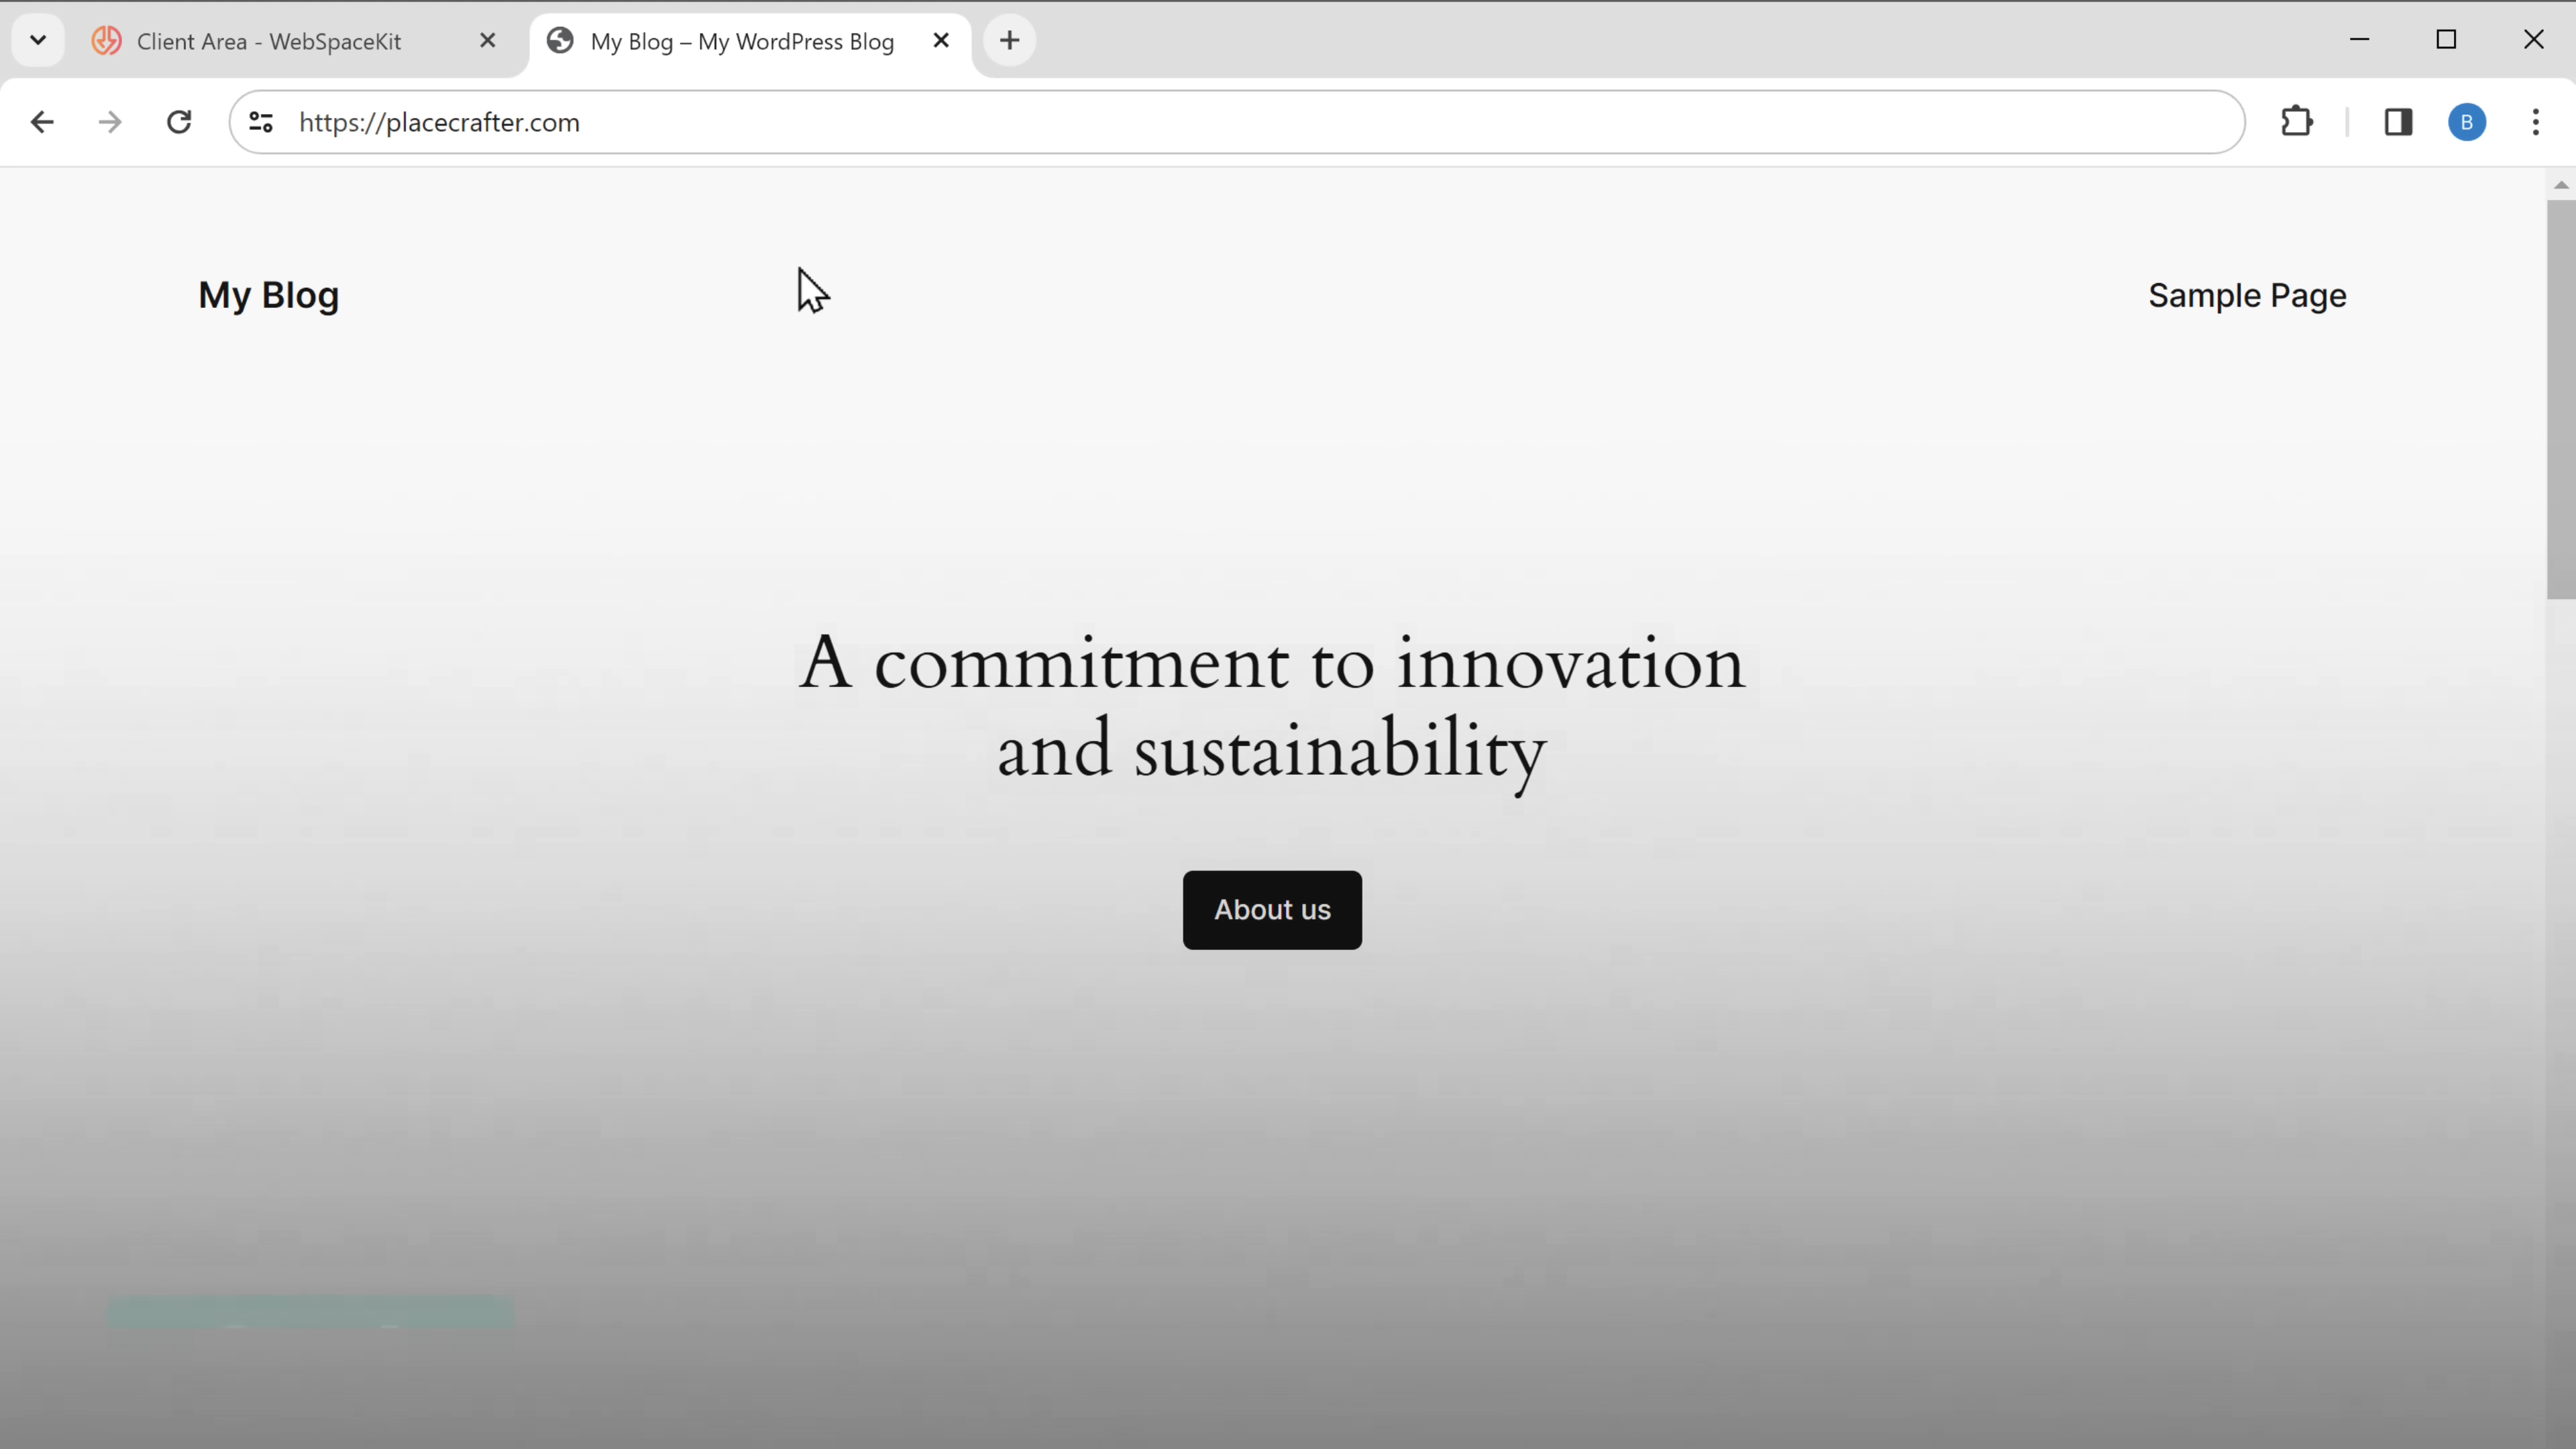 Client Area - WebSpaceKit
My Blog – My WordPress Blog
https://placecrafter.com
B
My Blog
Sample Page
A commitment to innovation
and sustainability
About us